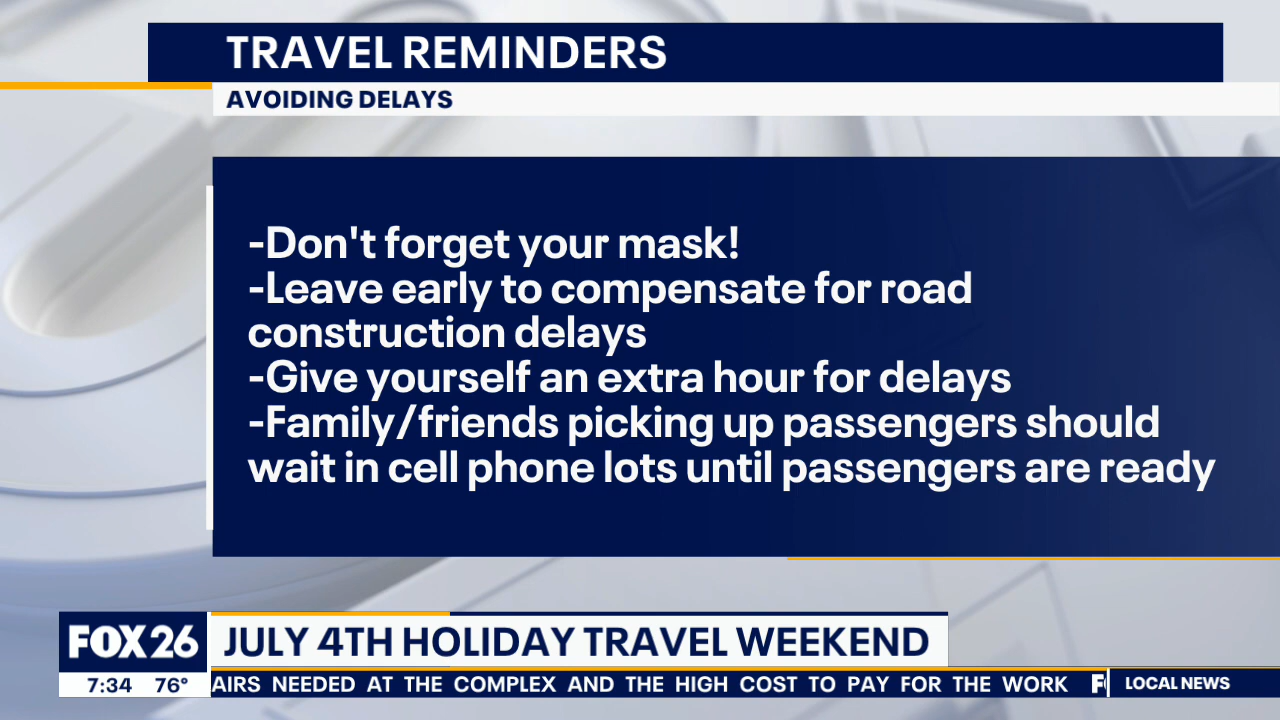 TRAVEL REMINDERS
AVOIDING DELAYS
-Don't forget your mask!
-Leave early to compensate for road
construction delays
-Give yourself an extra hour for delays
-Family/friends picking up passengers should
wait in cell phone lots until passengers are ready
FOX 26
JULY 4TH HOLIDAY TRAVEL WEEKEND
7:34 76°
AIRS NEEDED AT THE COMPLEX AND THE HIGH COST TO PAY FOR THE WORK
LOCAL NEWS